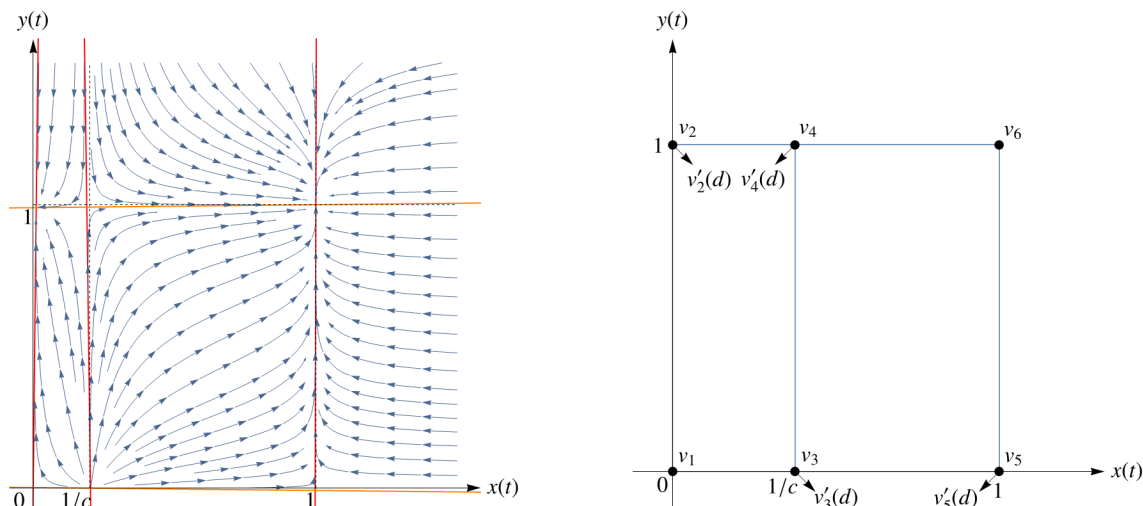 y(t)
1
0
1/c
1
x(t)
y(t)
v2
v4
v6
1
v′2(d)
v′4(d)
v1
v3
v5
x(t)
0
1/c
v′3(d)
v′5(d)
1